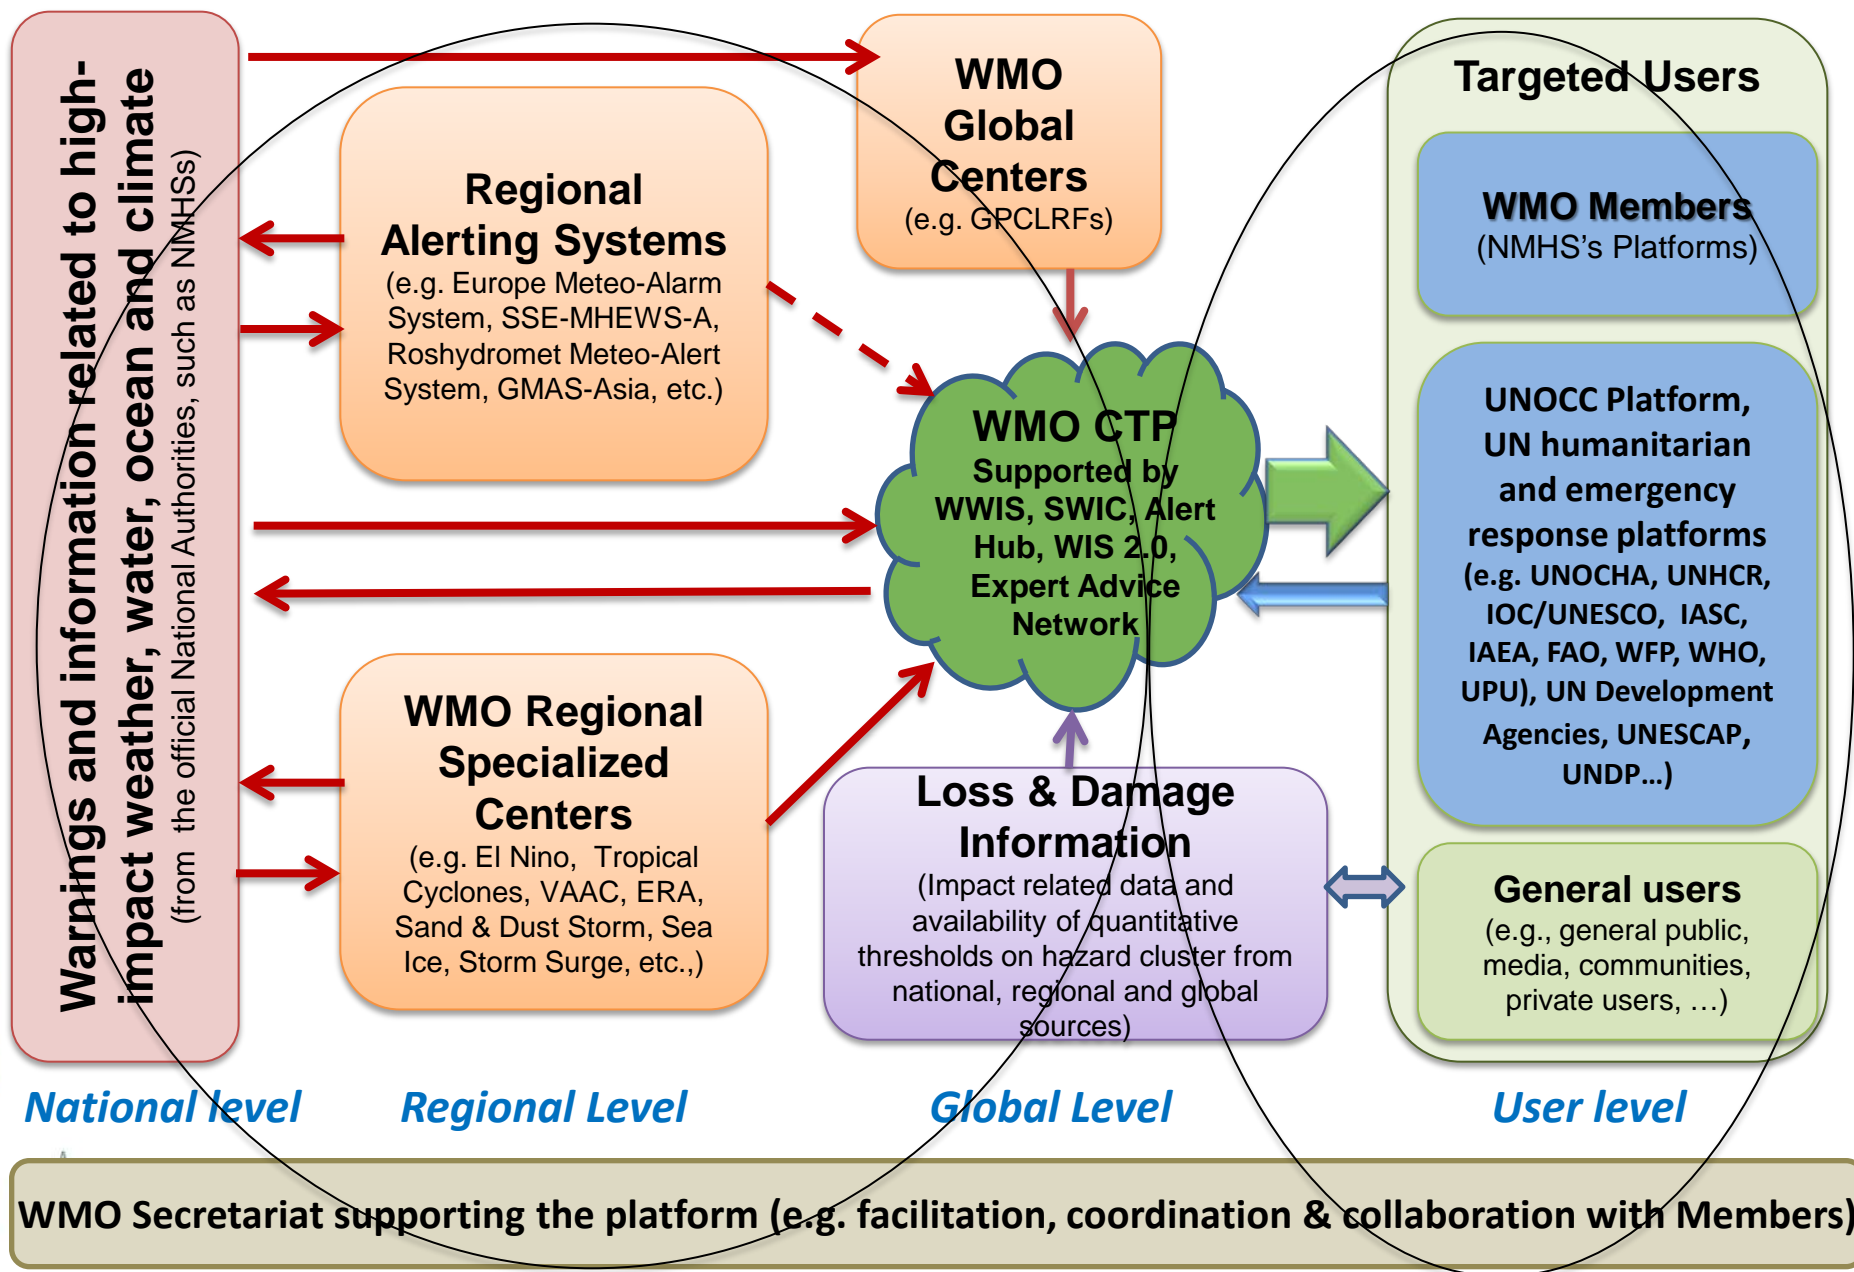 Warnings and information related to high-
impact weather, water, ocean and climate
(from the official National Authorities, such as NMHSs)
Regional
Alerting Systems
(e.g. Europe Meteo-Alarm
System, SSE-MHEWS-A,
Roshydromet Meteo-Alert
System, GMAS-Asia, etc.)
WMO Regional
Specialized
Centers
(e.g. El Nino, Tropical
Cyclones, VAAC, ERA,
Sand & Dust Storm, Sea
Ice, Storm Surge, etc.,)
WMO
Global
Centers
(e.g. GPCLRFs)
WMO CTP
Supported by
WWIS, SWIC, Alert
Hub, WIS 2.0,
Expert Advice
Network
Loss & Damage
Information
(Impact related data and
availability of quantitative
thresholds on hazard cluster from
national, regional and global
sources)
Targeted Users
WMO Members
(NMHS's Platforms)
UNOCC Platform,
UN humanitarian
and emergency
response platforms
(e.g. UNOCHA, UNHCR,
IOC/UNESCO, IASC,
IAEA, FAO, WFP, WHO,
UPU), UN Development
Agencies, UNESCAP,
UNDP…)
General users
(e.g., general public,
media, communities,
private users, …)
National level
Regional Level
Global Level
User level
WMO Secretariat supporting the platform (e.g. facilitation, coordination & collaboration with Members)